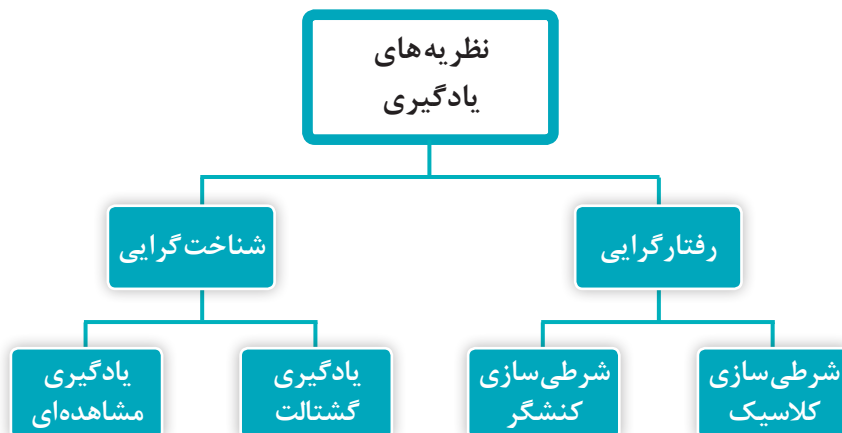 نظریه‌های
یادگیری
رفتارگرایی
شناخت‌گرایی
شرطی‌سازی
کلاسیک
شرطی‌سازی
کنشگر
یادگیری
گشتالت
یادگیری
مشاهده‌ای